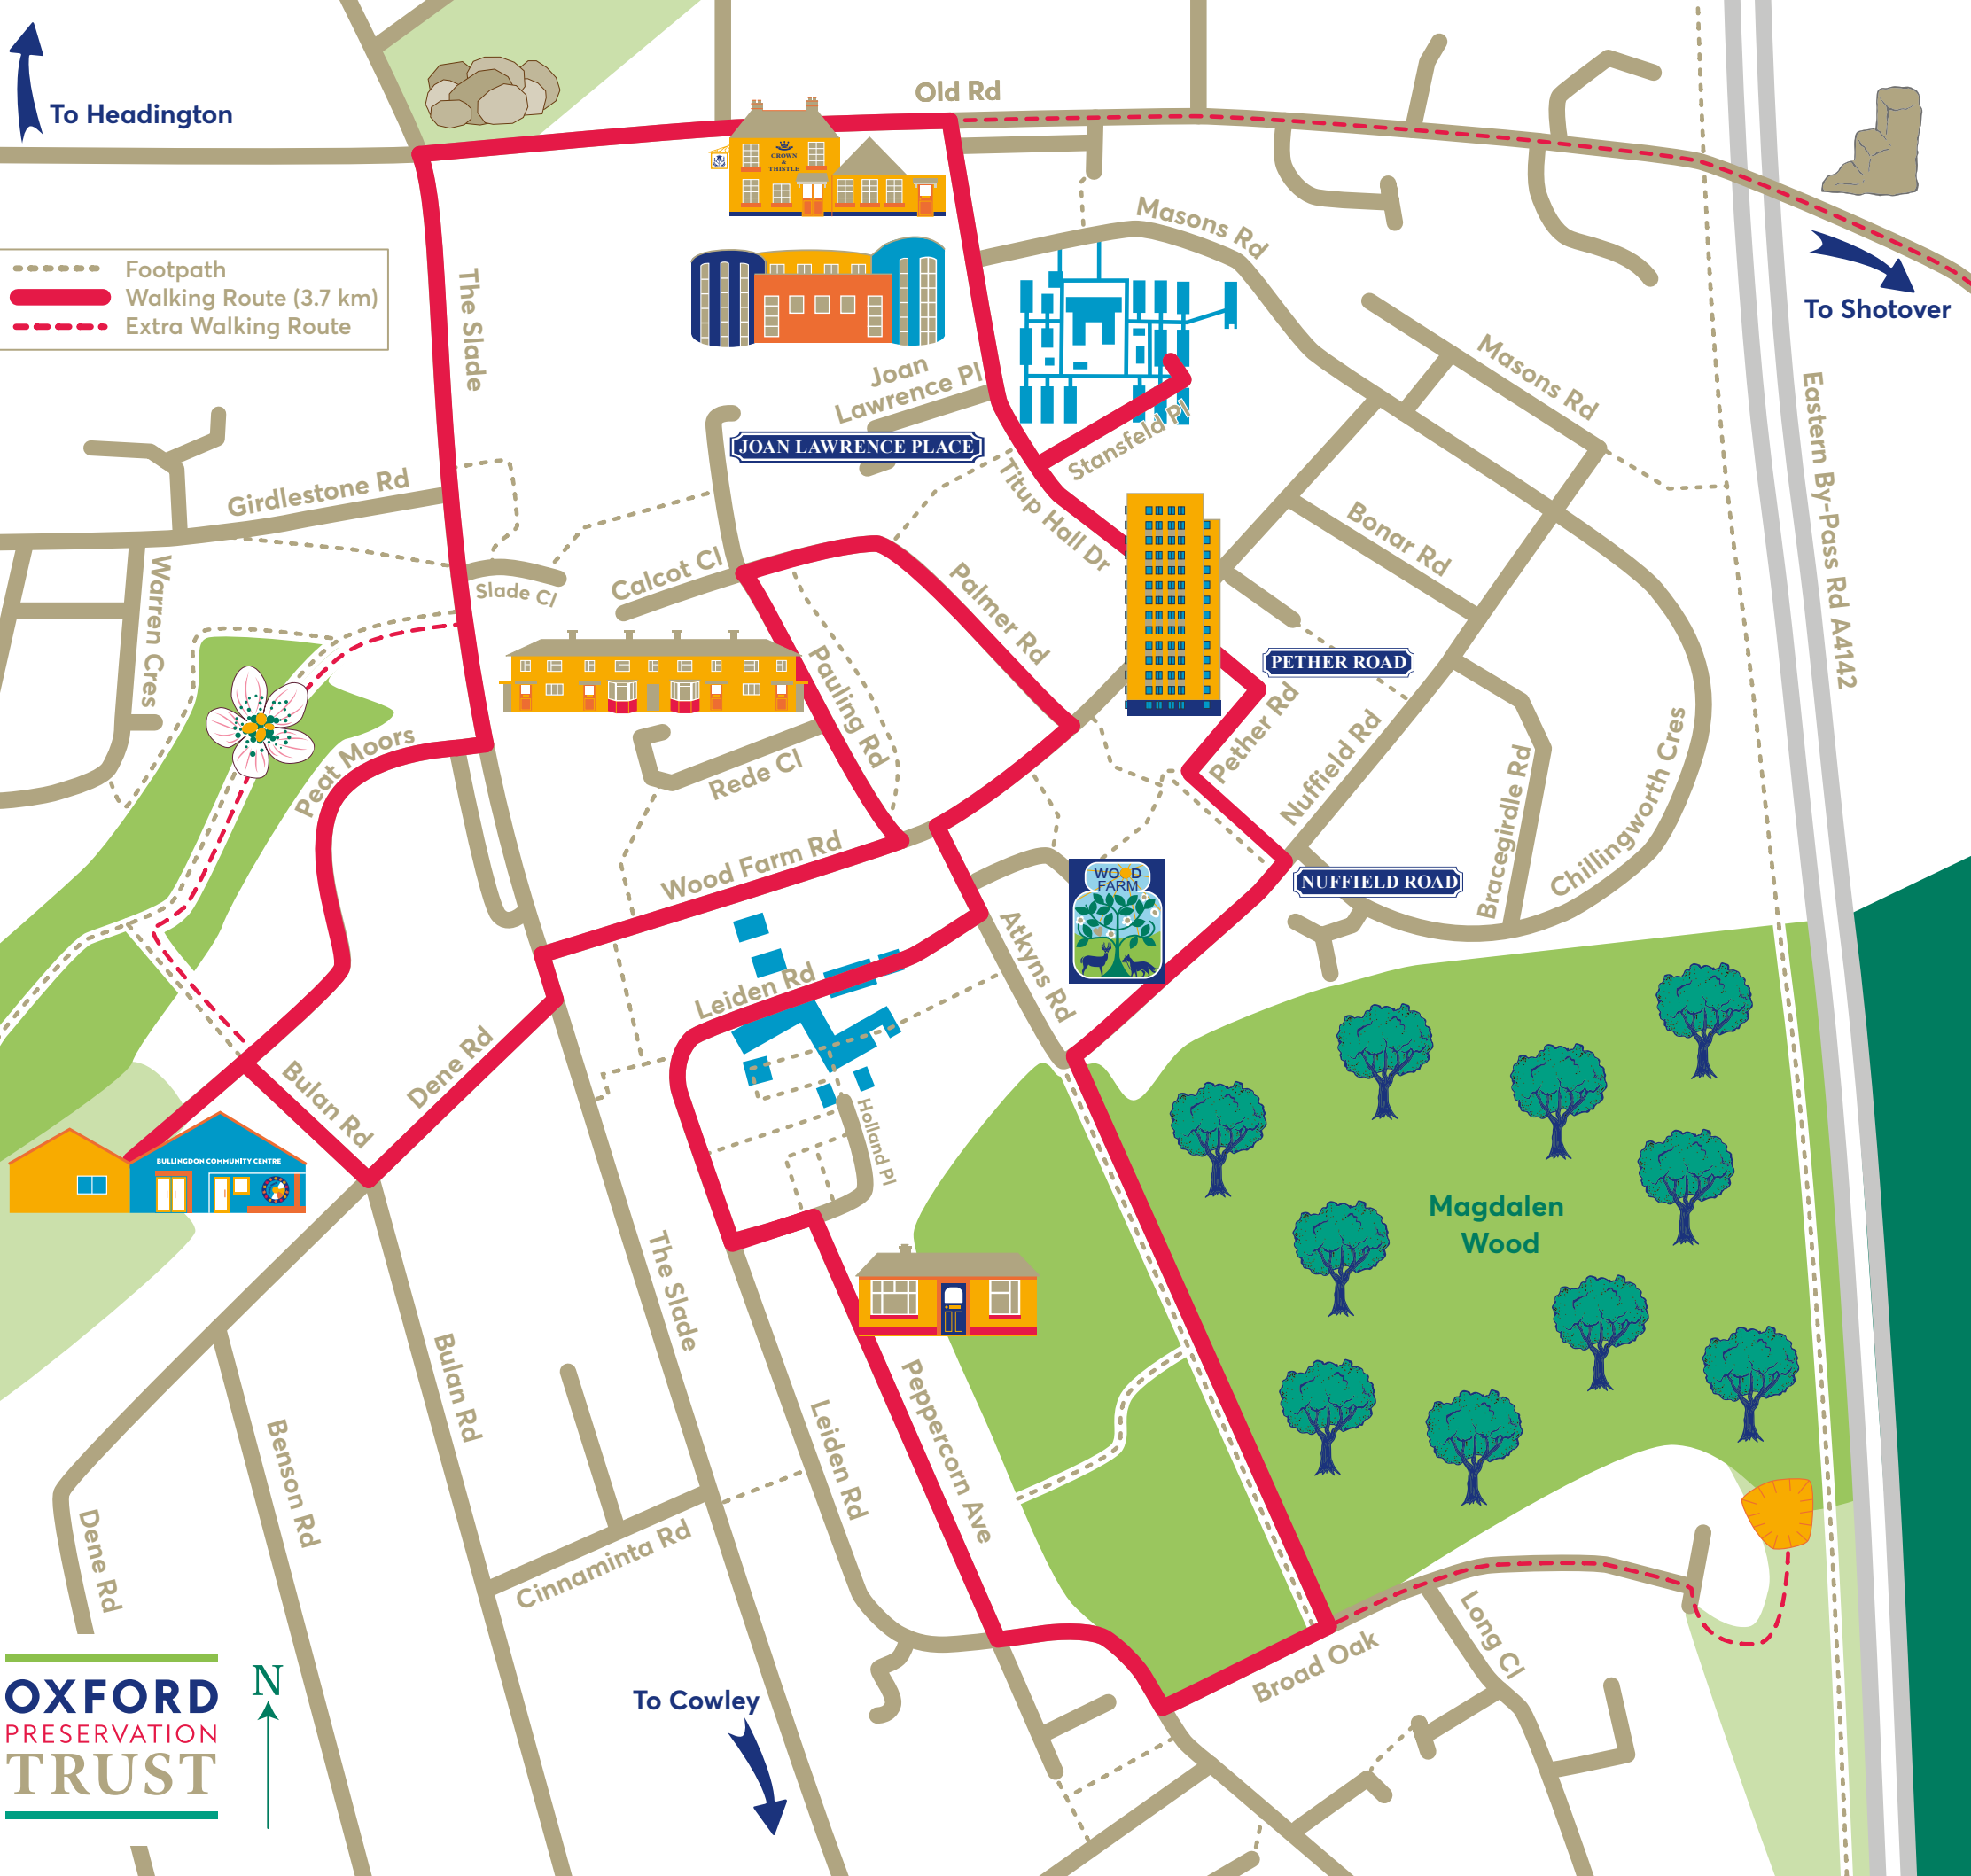 To Headington
Old Rd
CROWN
&
THISTLE
Masons Rd
To Shotover
Footpath
Walking Route (3.7 km)
Extra Walking Route
The Slade
Joan
Lawrence Pl
JOAN LAWRENCE PLACE
Stansfeld Pl
Masons Rd
Eastern By-Pass Rd A4142
Girdlestone Rd
Titup Hall Dr
Bonar Rd
Warren Cres
Slade Cl
Calcot Cl
Palmer Rd
PETHER ROAD
Pauling Rd
Pether Rd
Nuffield Rd
Peat Moors
Rede Cl
Bracegirdle Rd
Chillingworth Cres
Wood Farm Rd
WOOD
FARM
NUFFIELD ROAD
Atkyns Rd
Leiden Rd
Dene Rd
Bulan Rd
Holland Pl
BULLINGDON COMMUNITY CENTRE
Magdalen
Wood
The Slade
Bulan Rd
Peppercorn Ave
Leiden Rd
Benson Rd
Dene Rd
Cinnaminta Rd
Long Cl
Broad Oak
OXFORD
PRESERVATION
TRUST
N
To Cowley